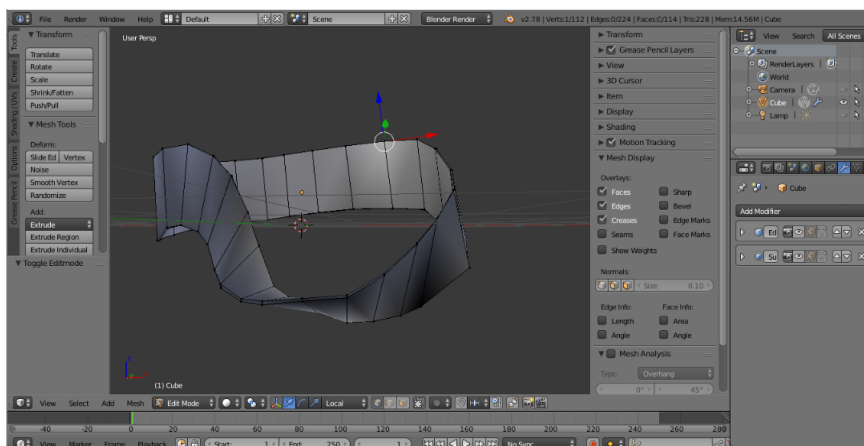 File Render Window Help Default Scene Blender Render v2.78 | Verts:1/112 | Edges:0/224 | Faces:0/114 | Tris:228 | Mem:14.56M | Cube
Tools
Create
Shading / UVs
Options
Grease Pencil
▼ Transform
Translate
Rotate
Scale
Shrink/Fatten
Push/Pull
▼ Mesh Tools
Deform:
Slide Ed Vertex
Noise
Smooth Vertex
Randomize
Add:
Extrude
Extrude Region
Extrude Individual
▼ Toggle Editmode
User Persp
(1) Cube
▶ Transform
▶ Grease Pencil Layers
▶ View
▶ 3D Cursor
▶ Item
▶ Display
▶ Shading
▶ Motion Tracking
▼ Mesh Display
Overlays:
Faces Sharp
Edges Bevel
Creases Edge Marks
Seams Face Marks
Show Weights
Normals:
Size: 0.10
Edge Info: Face Info:
Length Area
Angle Angle
▼ Mesh Analysis
Type: Overhang
0° 45°
View Search All Scenes
Scene
RenderLayers
World
Camera
Cube
Lamp
Cube
Add Modifier
Ed
Su
View Select Add Mesh Edit Mode Local
-40 -20 0 20 40 60 80 100 120 140 160 180 200 220 240 260 280
View Marker Frame Playback Start: 1 End: 250 1 No Sync